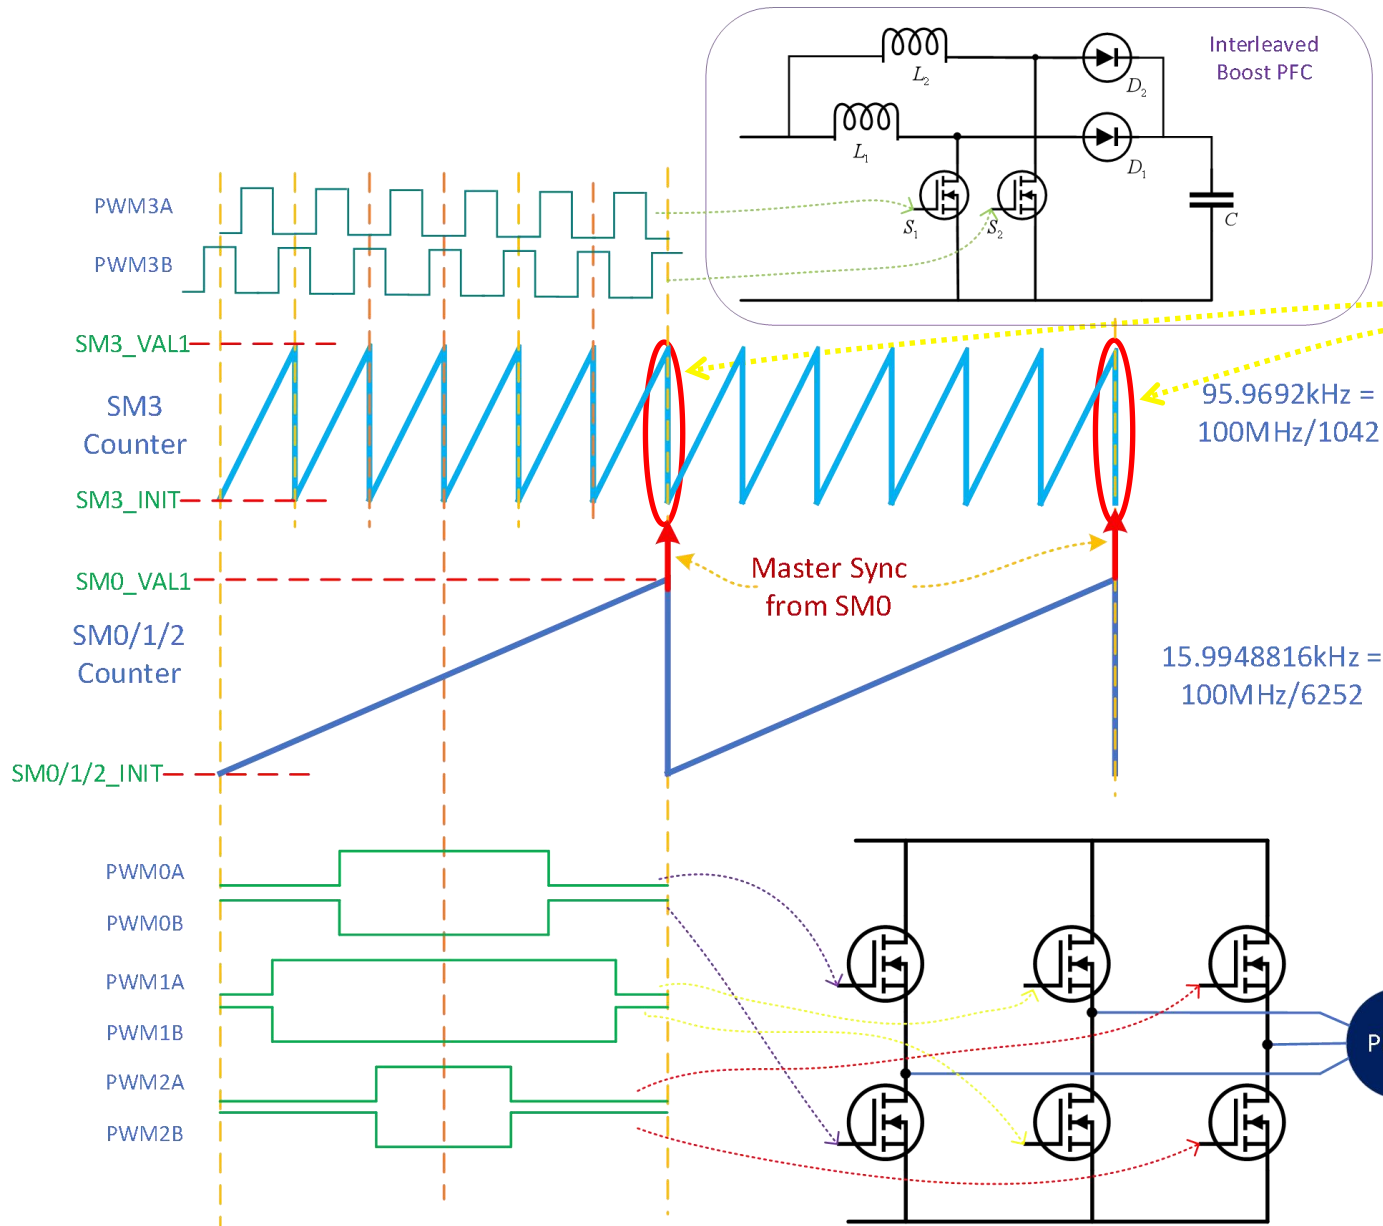 Interleaved
Boost PFC
L2
D2
L1
D1
S1
S2
C
PWM3A
PWM3B
SM3_VAL1
SM3
Counter
SM3_INIT
95.9692kHz =
100MHz/1042
SM0_VAL1
Master Sync
from SM0
SM0/1/2
Counter
15.9948816kHz =
100MHz/6252
SM0/1/2_INIT
PWM0A
PWM0B
PWM1A
PWM1B
PWM2A
PWM2B
P